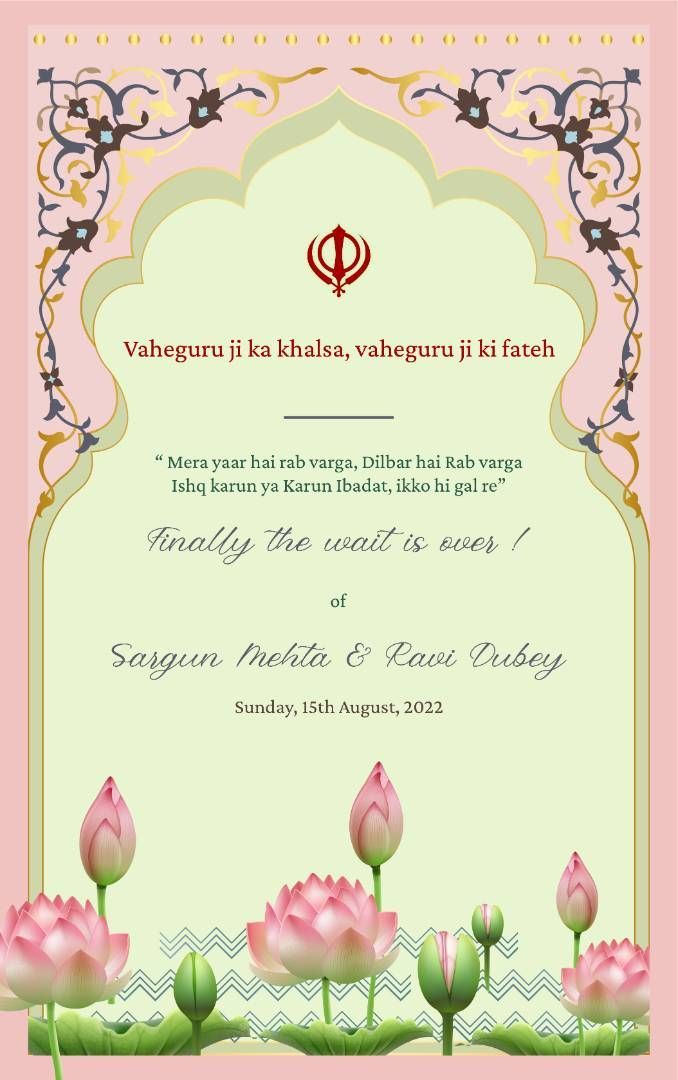 Vaheguru ji ka khalsa, vaheguru ji ki fateh
“ Mera yaar hai rab varga, Dilbar hai Rab varga
Ishq karun ya Karun Ibadat, ikko hi gal re”
Finally the wait is over !
of
Sargun Mehta & Ravi Dubey
Sunday, 15th August, 2022